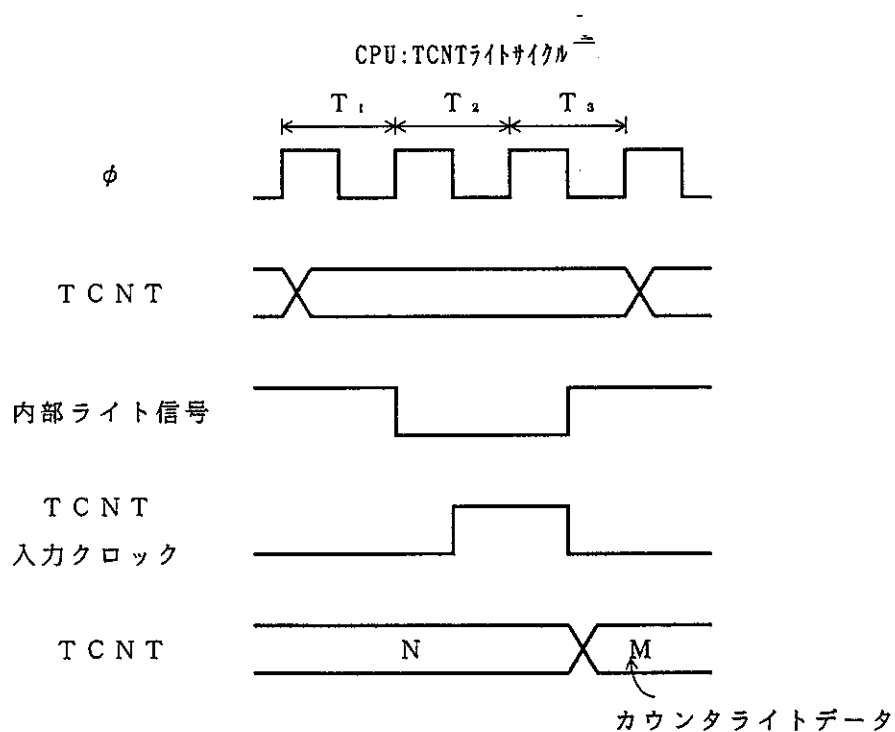 CPU:TCNTライトサイクル
T₁ T₂ T₃
φ
TCNT
内部ライト信号
TCNT
入力クロック
TCNT N M
カウンタライトデータ